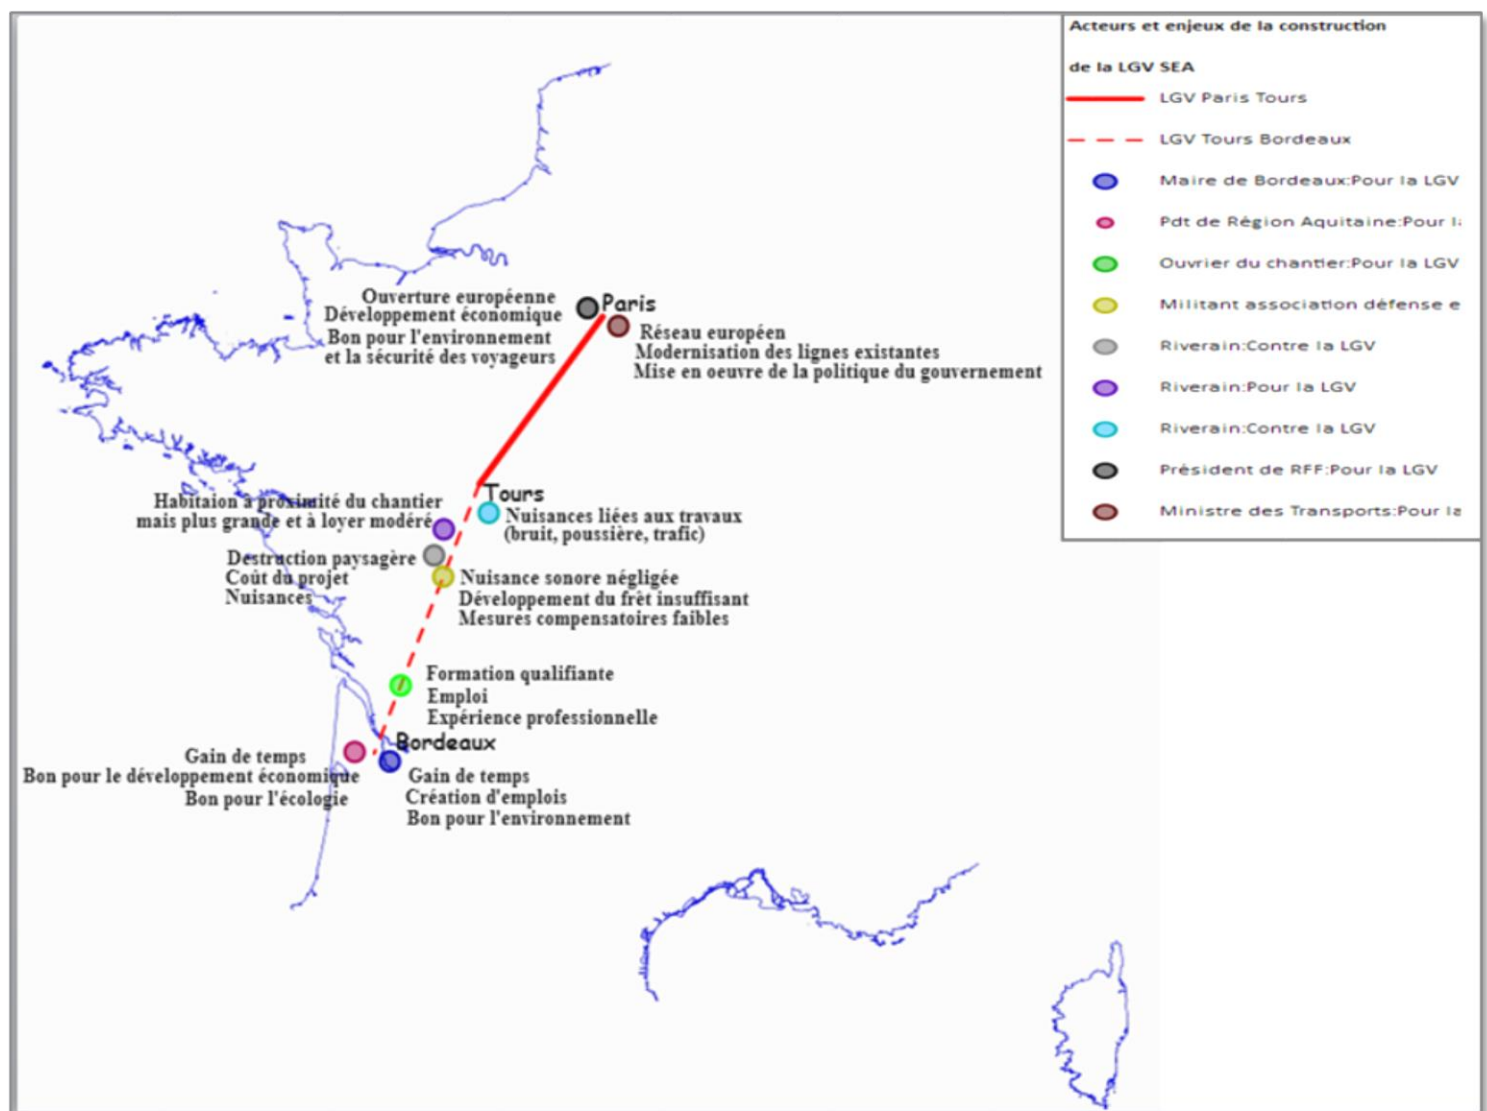 Acteurs et enjeux de la construction
de la LGV SEA
LGV Paris Tours
LGV Tours Bordeaux
Maire de Bordeaux:Pour la LGV
Pdt de Région Aquitaine:Pour l
Ouvrier du chantier:Pour la LGV
Militant association défense e
Riverain:Contre la LGV
Riverain:Pour la LGV
Riverain:Contre la LGV
Président de RFF:Pour la LGV
Ministre des Transports:Pour la
Paris
Ouverture européenne
Développement économique
Bon pour l'environnement
et la sécurité des voyageurs
Réseau européen
Modernisation des lignes existantes
Mise en oeuvre de la politique du gouvernement
Tours
Habitaion à proximité du chantier
mais plus grande et à loyer modéré
Nuisances liées aux travaux
(bruit, poussière, trafic)
Destruction paysagère
Coût du projet
Nuisances
Nuisance sonore négligée
Développement du frêt insuffisant
Mesures compensatoires faibles
Formation qualifiante
Emploi
Expérience professionnelle
Bordeaux
Gain de temps
Bon pour le développement économique
Bon pour l'écologie
Gain de temps
Création d'emplois
Bon pour l'environnement